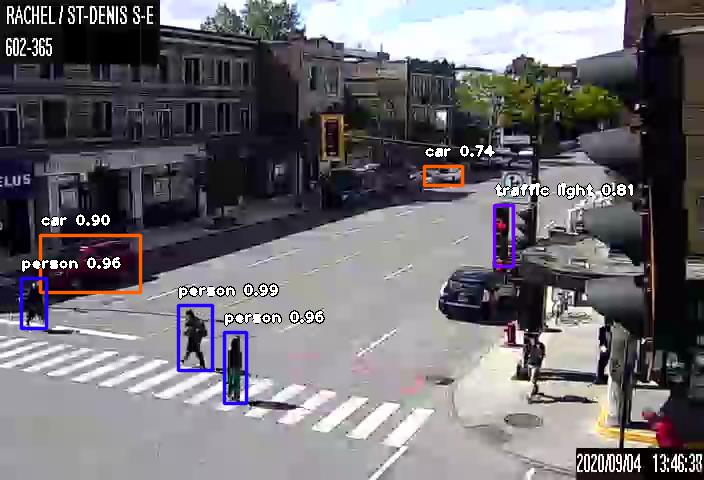 RACHEL / ST-DENIS S-E
602-365
car 0.74
traffic light 0.81
ELUS
car 0.90
person 0.96
person 0.99
person 0.96
2020/09/04 13:46:38